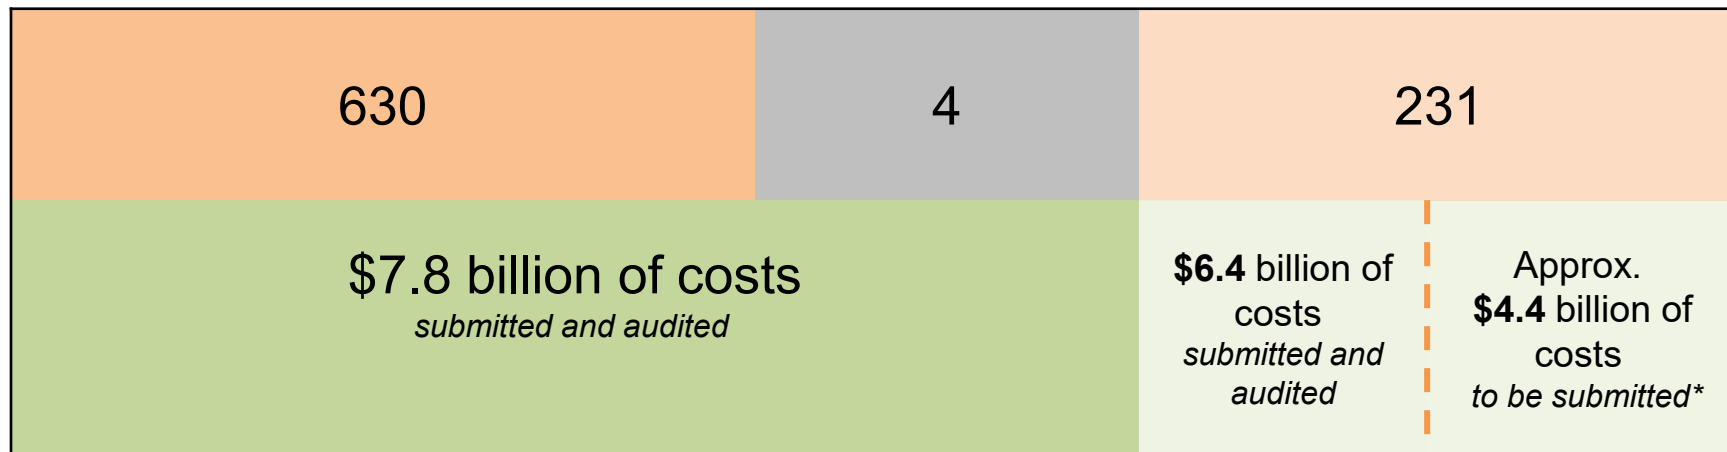 630
4
231
$7.8 billion of costs
submitted and audited
$6.4 billion of
costs
submitted and
audited
Approx.
$4.4 billion of
costs
to be submitted*